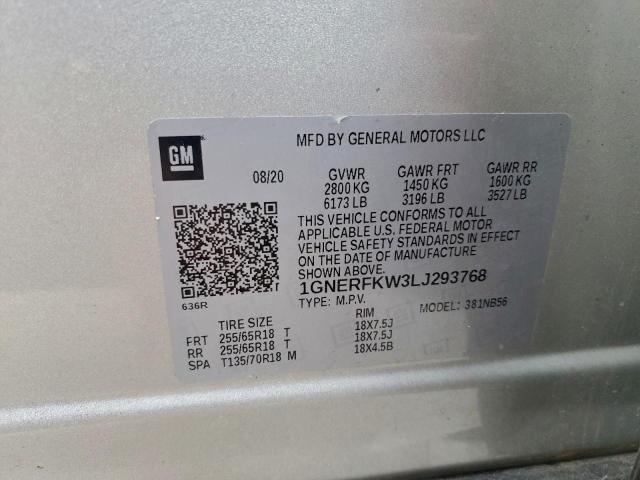 GM
MFD BY GENERAL MOTORS LLC
08/20 GVWR GAWR FRT GAWR RR
2800 KG 1450 KG 1600 KG
6173 LB 3196 LB 3527 LB
THIS VEHICLE CONFORMS TO ALL
APPLICABLE U.S. FEDERAL MOTOR
VEHICLE SAFETY STANDARDS IN EFFECT
ON THE DATE OF MANUFACTURE
SHOWN ABOVE.
1GNERFKW3LJ293768
636R
TYPE: M.P.V. MODEL: 381NB56
TIRE SIZE RIM
FRT 255/65R18 T 18X7.5J
RR 255/65R18 T 18X7.5J
SPA T135/70R18 M 18X4.5B